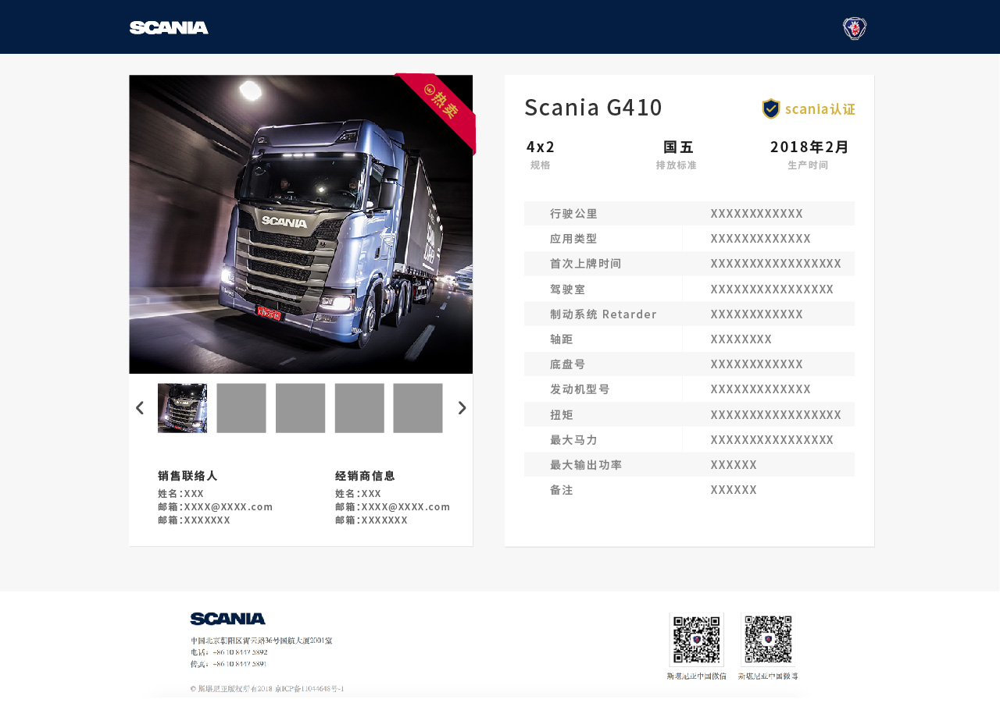 SCANIA
热卖
SCANIA
Scania G410
scania认证
4x2
国五
2018年2月
规格
排放标准
生产时间
行驶公里 XXXXXXXXXXXX
应用类型 XXXXXXXXXXXXX
首次上牌时间 XXXXXXXXXXXXXXXXX
驾驶室 XXXXXXXXXXXXXXXX
制动系统 Retarder XXXXXXXXXXXX
轴距 XXXXXXXX
底盘号 XXXXXXXXXXXX
发动机型号 XXXXXXXXXXXXX
扭矩 XXXXXXXXXXXXXXXXX
最大马力 XXXXXXXXXXXXXXXX
最大输出功率 XXXXXX
备注 XXXXXX
销售联络人
姓名:XXX
邮箱:XXXX@XXXX.com
邮箱:XXXXXXX
经销商信息
姓名:XXX
邮箱:XXXX@XXXX.com
邮箱:XXXXXXX
SCANIA
中国北京朝阳区霄云路36号国航大厦2001室
电话：+86 10 8447 5892
传真：+86 10 8447 5891
© 斯堪尼亚版权所有2018 京ICP备11044648号-1
斯堪尼亚中国微信
斯堪尼亚中国微博